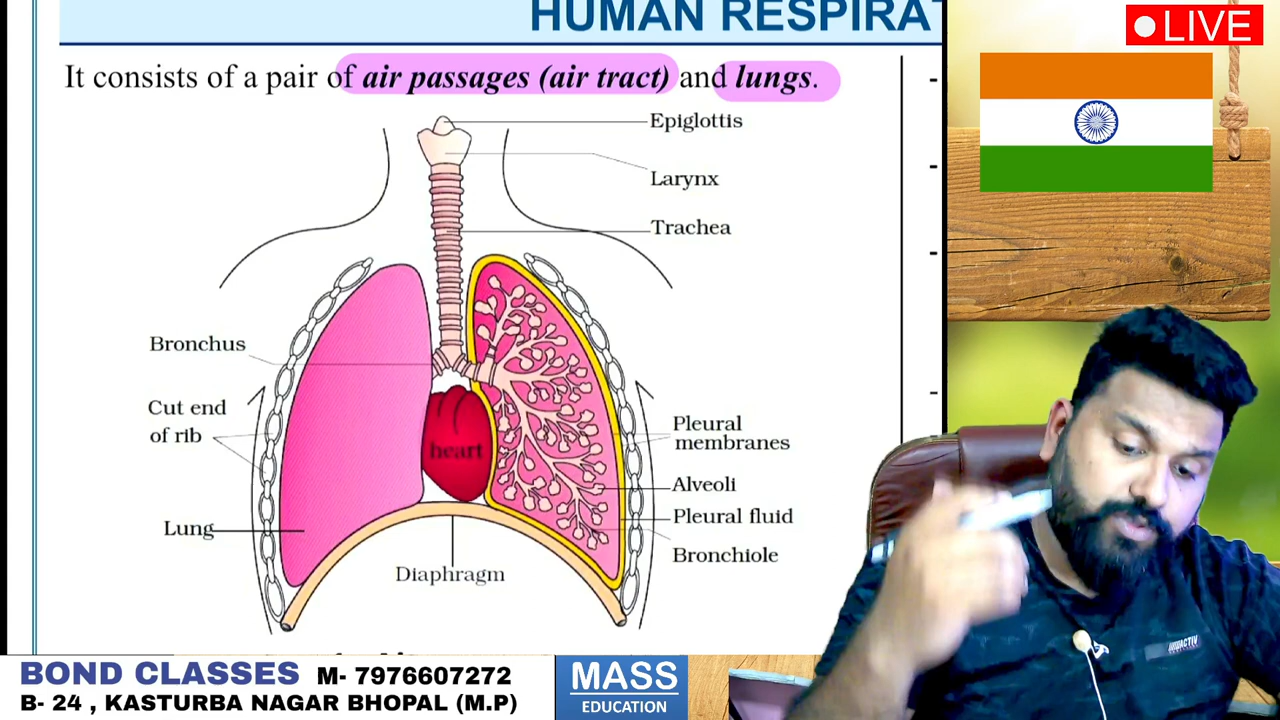 HUMAN RESPIRAT
LIVE
It consists of a pair of air passages (air tract) and lungs.
Epiglottis
Larynx
Trachea
Bronchus
Cut end
of rib
heart
Pleural
membranes
Alveoli
Pleural fluid
Lung
Bronchiole
Diaphragm
BOND CLASSES M- 7976607272
B- 24 , KASTURBA NAGAR BHOPAL (M.P)
MASS
EDUCATION